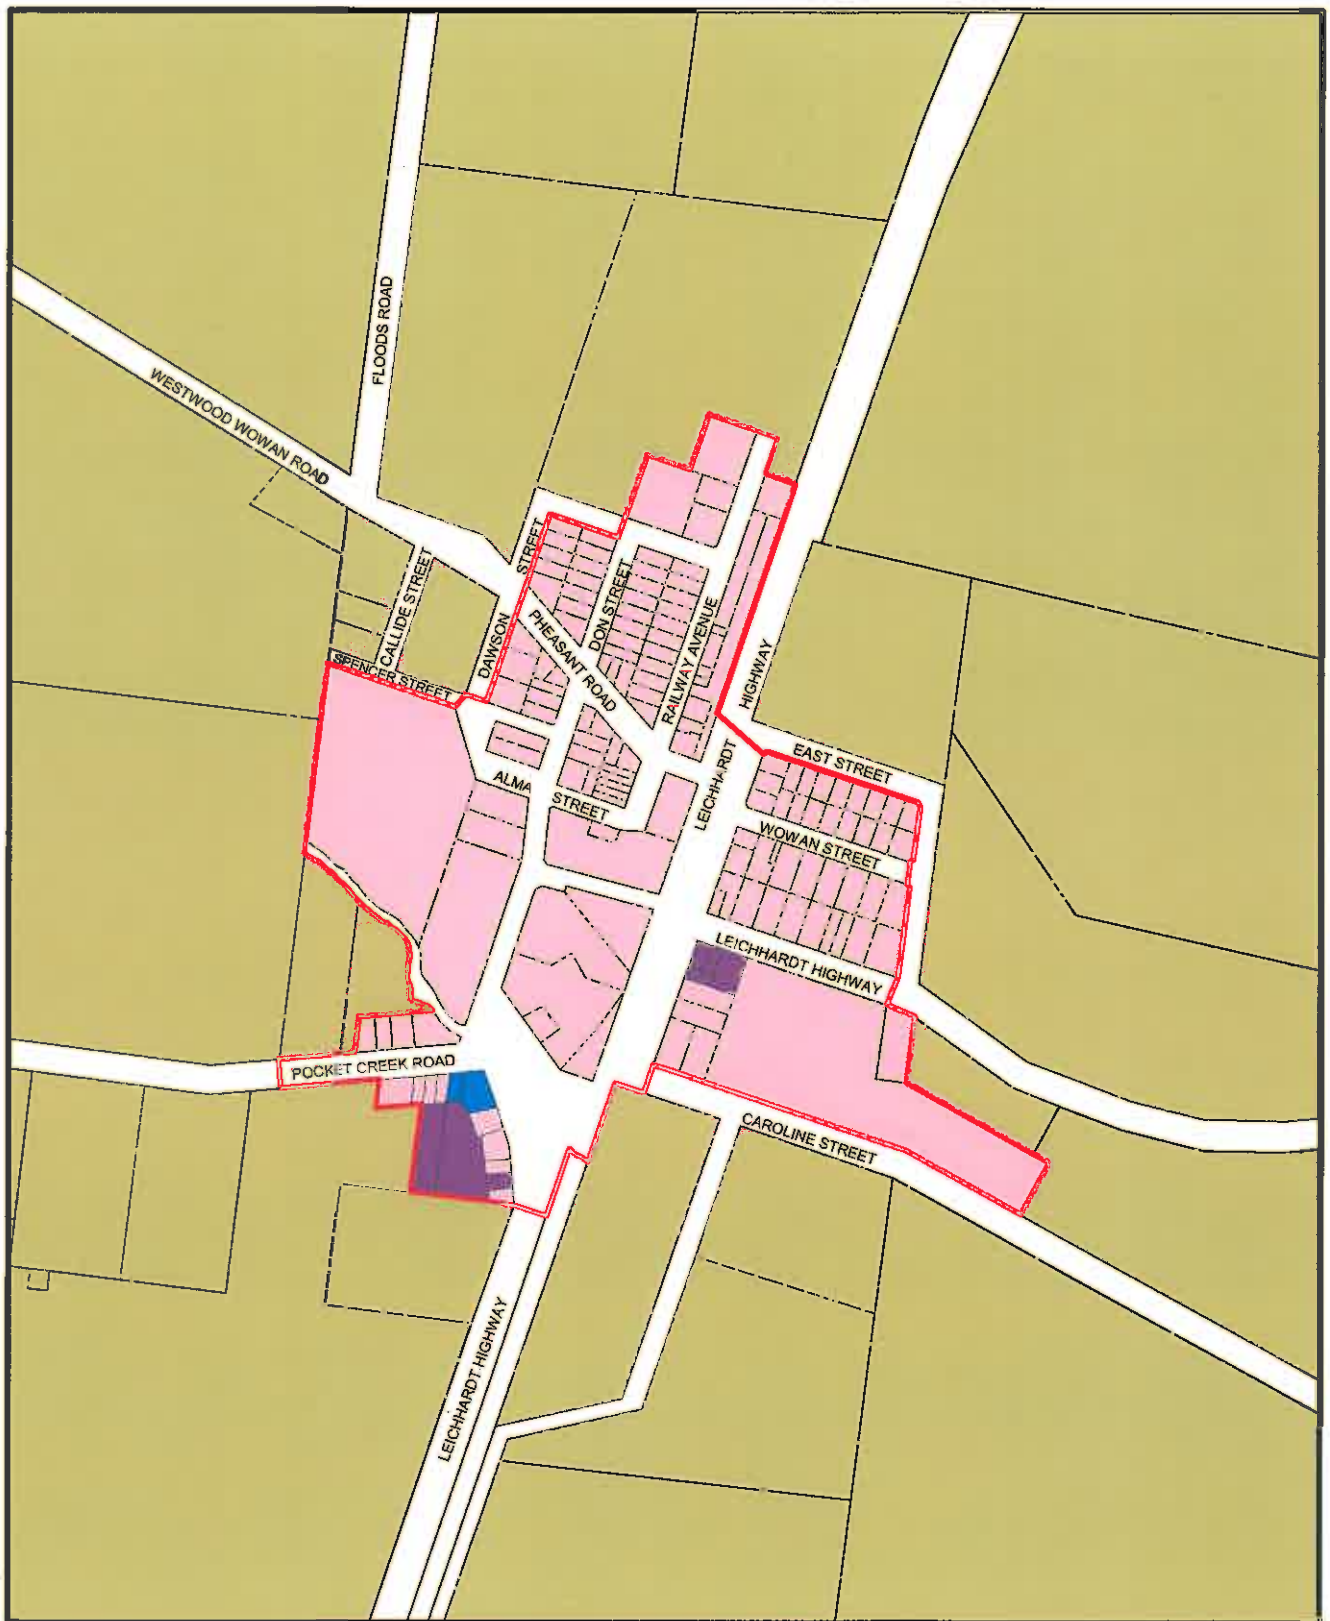 FLOODS ROAD
WESTWOOD WOWAN ROAD
CALLIDE STREET
SPENCER STREET
DAWSON STREET
DON STREET
PHEASANT ROAD
RAILWAY AVENUE
LEICHHARDT HIGHWAY
EAST STREET
ALMA STREET
WOWAN STREET
LEICHHARDT HIGHWAY
POCKET CREEK ROAD
CAROLINE STREET
LEICHHARDT HIGHWAY